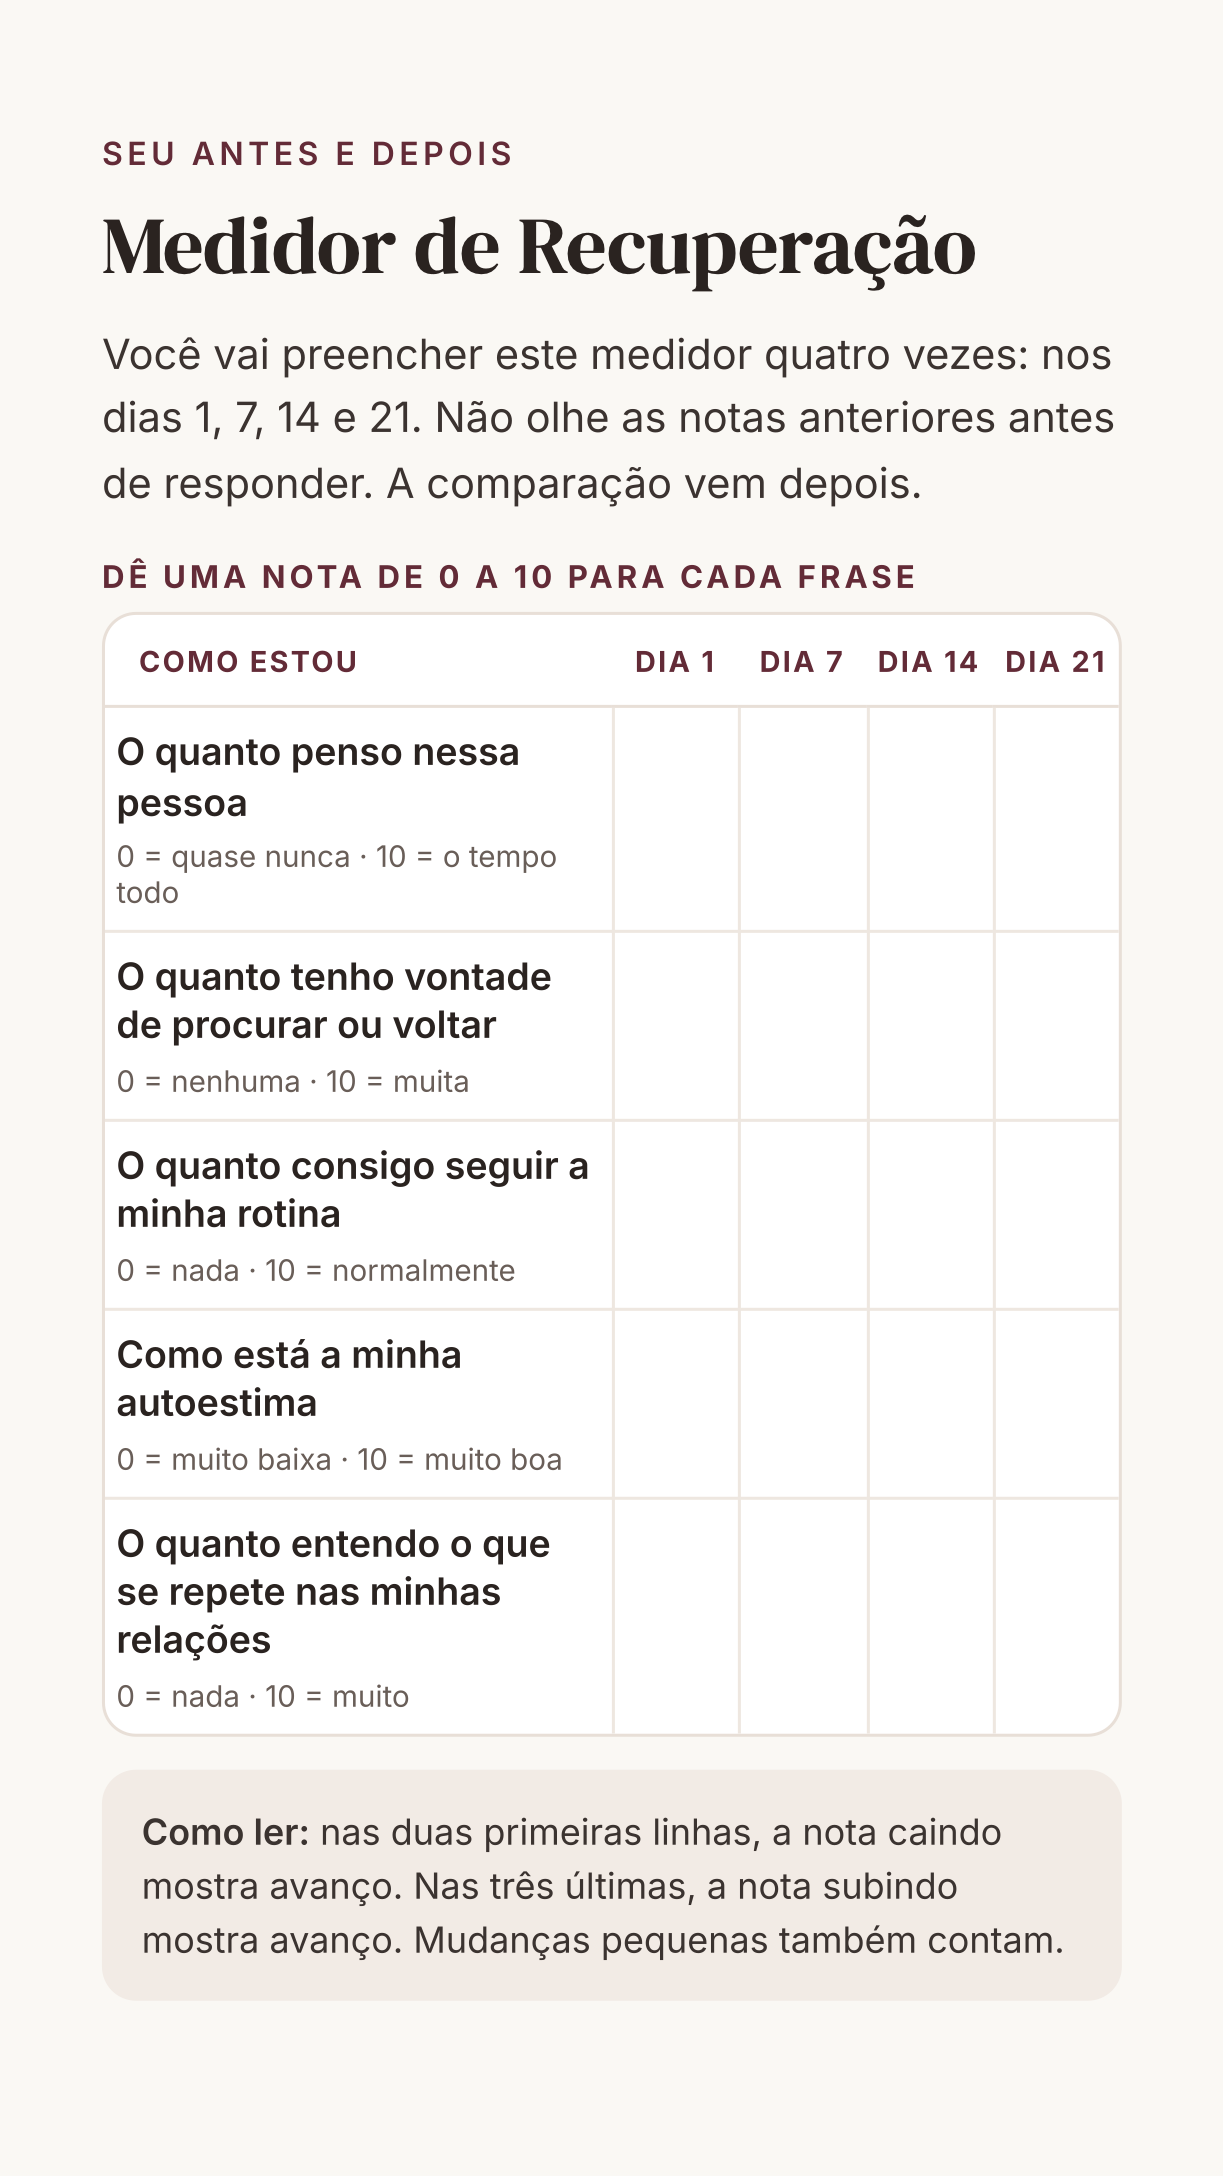 SEU ANTES E DEPOIS
Medidor de Recuperação
Você vai preencher este medidor quatro vezes: nos
dias 1, 7, 14 e 21. Não olhe as notas anteriores antes
de responder. A comparação vem depois.
DÊ UMA NOTA DE 0 A 10 PARA CADA FRASE
COMO ESTOU DIA 1 DIA 7 DIA 14 DIA 21
O quanto penso nessa
pessoa
0 = quase nunca · 10 = o tempo
todo
O quanto tenho vontade
de procurar ou voltar
0 = nenhuma · 10 = muita
O quanto consigo seguir a
minha rotina
0 = nada · 10 = normalmente
Como está a minha
autoestima
0 = muito baixa · 10 = muito boa
O quanto entendo o que
se repete nas minhas
relações
0 = nada · 10 = muito
Como ler: nas duas primeiras linhas, a nota caindo
mostra avanço. Nas três últimas, a nota subindo
mostra avanço. Mudanças pequenas também contam.